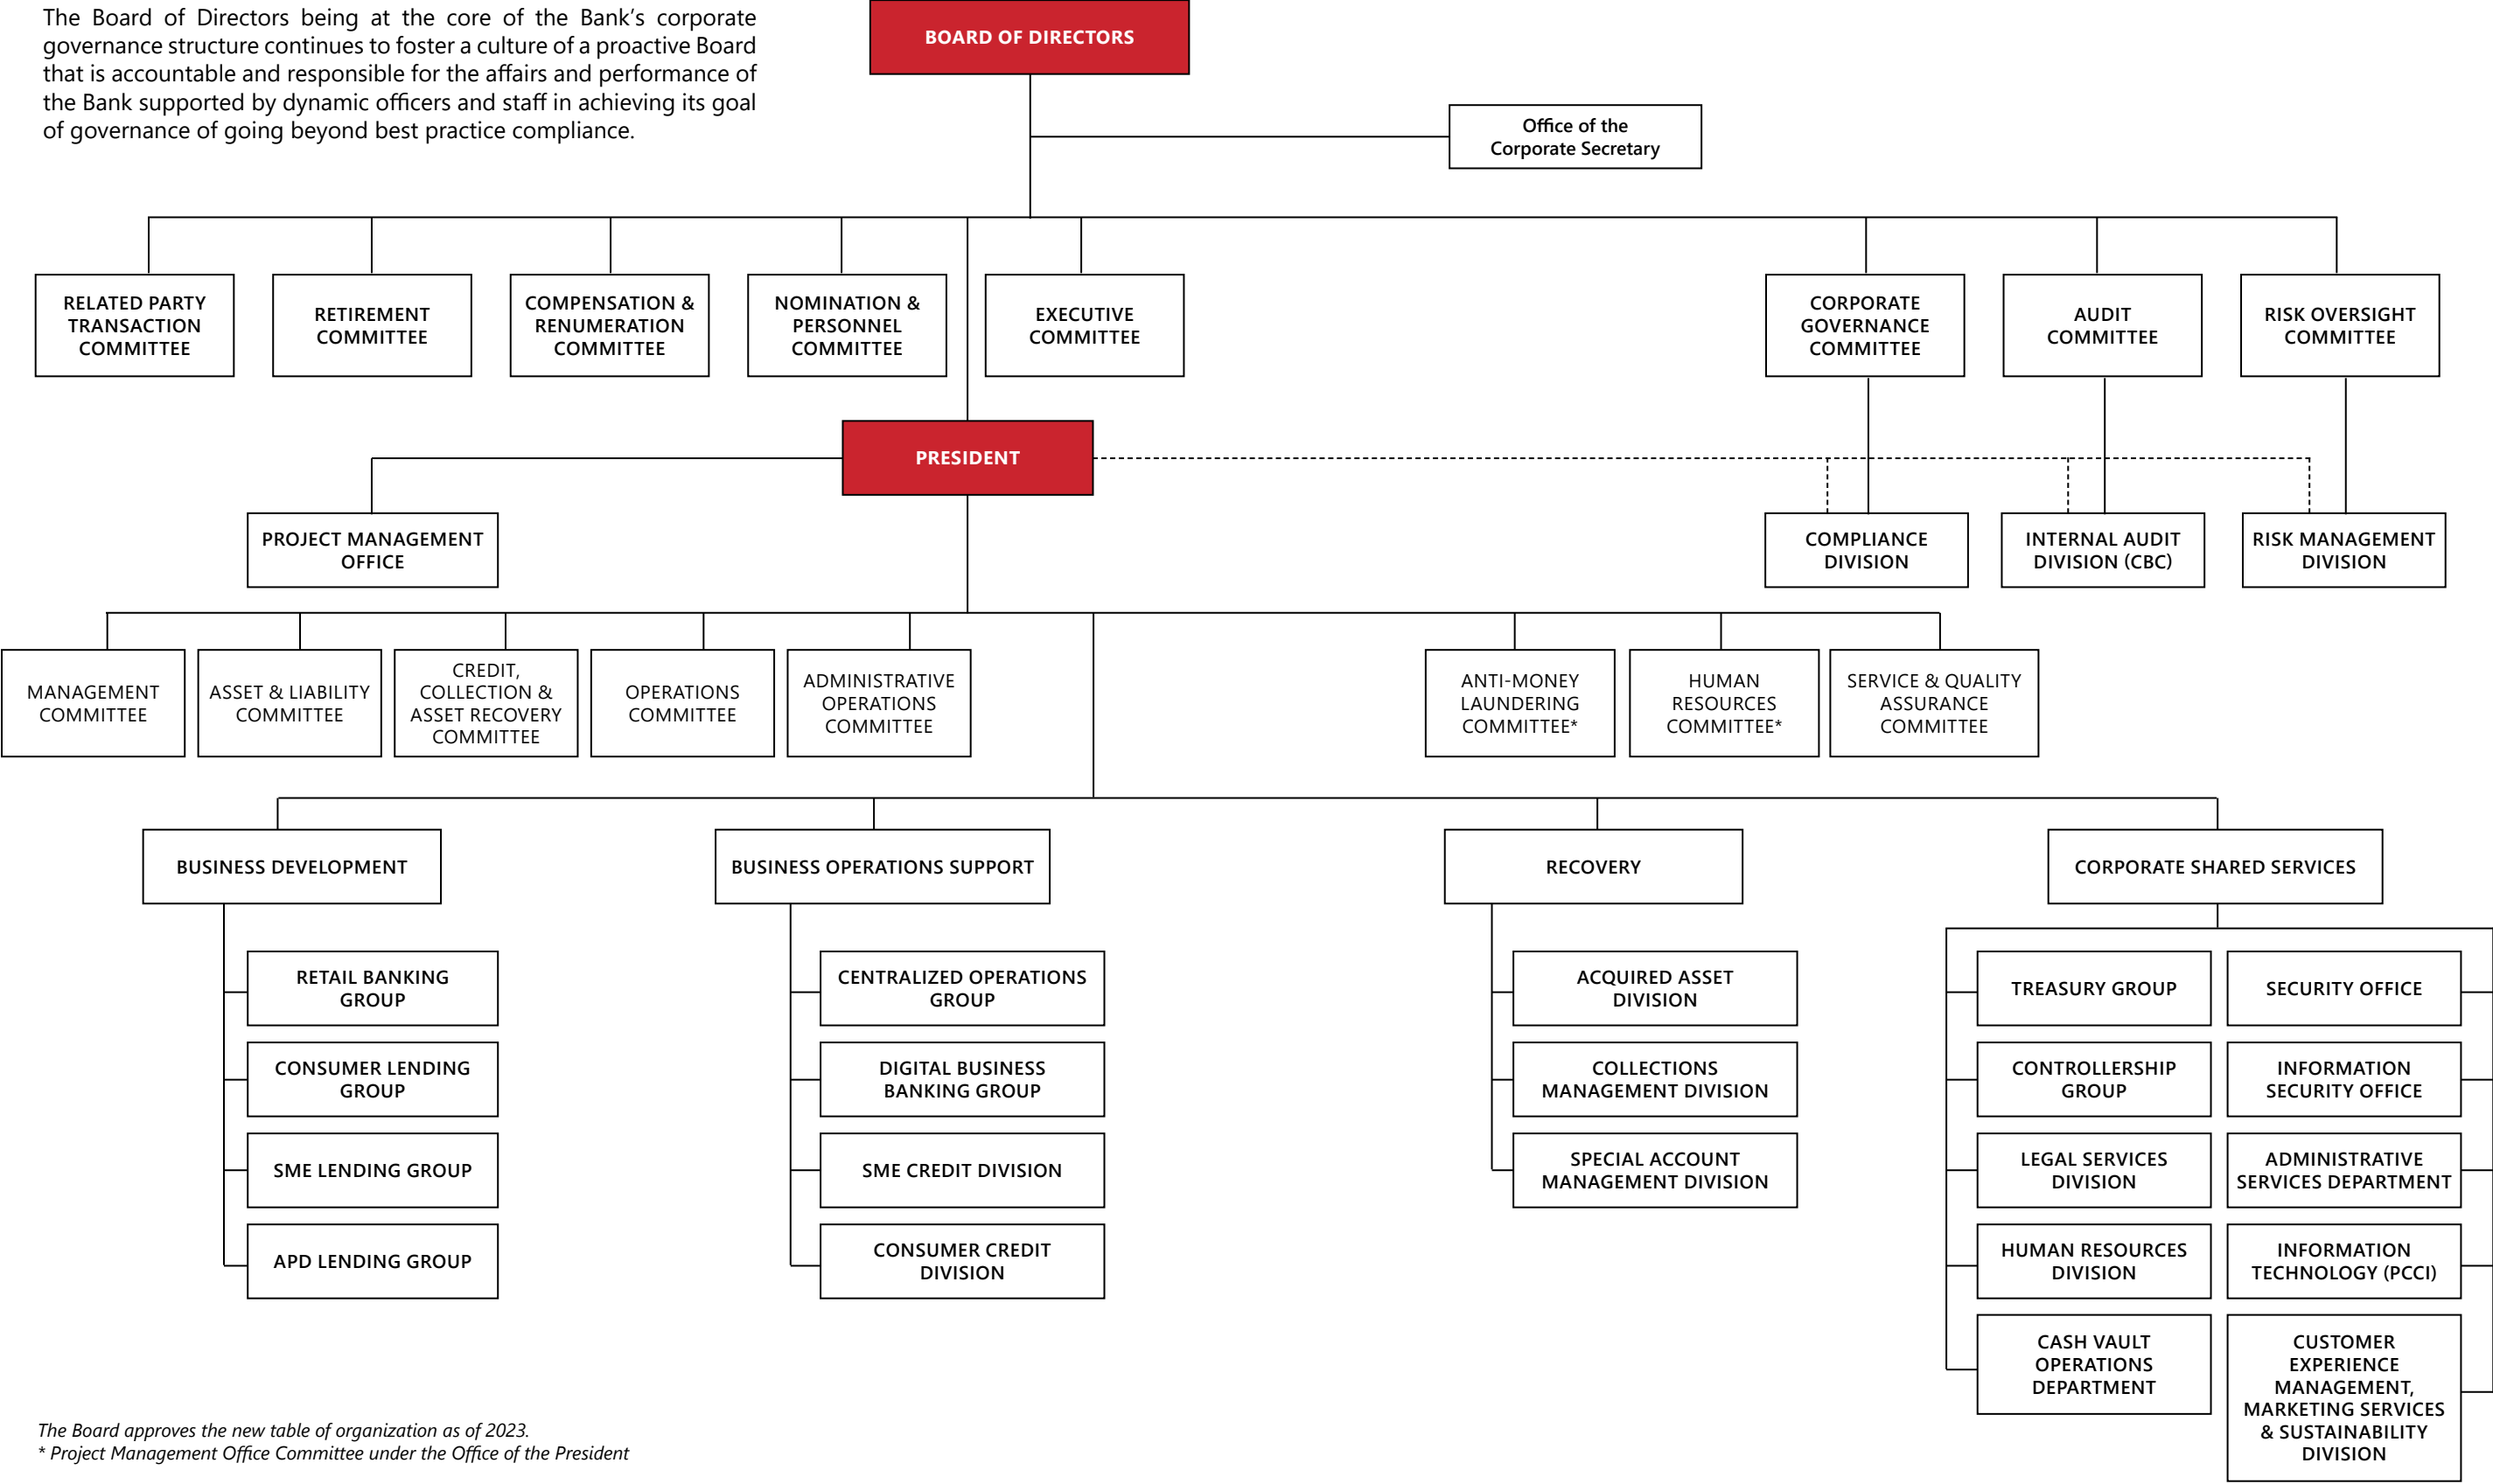 The Board of Directors being at the core of the Bank's corporate
governance structure continues to foster a culture of a proactive Board
that is accountable and responsible for the affairs and performance of
the Bank supported by dynamic officers and staff in achieving its goal
of governance of going beyond best practice compliance.
BOARD OF DIRECTORS
Office of the
Corporate Secretary
RELATED PARTY
TRANSACTION
COMMITTEE
RETIREMENT
COMMITTEE
COMPENSATION &
RENUMERATION
COMMITTEE
NOMINATION &
PERSONNEL
COMMITTEE
EXECUTIVE
COMMITTEE
CORPORATE
GOVERNANCE
COMMITTEE
AUDIT
COMMITTEE
RISK OVERSIGHT
COMMITTEE
PRESIDENT
PROJECT MANAGEMENT
OFFICE
COMPLIANCE
DIVISION
INTERNAL AUDIT
DIVISION (CBC)
RISK MANAGEMENT
DIVISION
MANAGEMENT
COMMITTEE
ASSET & LIABILITY
COMMITTEE
CREDIT,
COLLECTION &
ASSET RECOVERY
COMMITTEE
OPERATIONS
COMMITTEE
ADMINISTRATIVE
OPERATIONS
COMMITTEE
ANTI-MONEY
LAUNDERING
COMMITTEE*
HUMAN
RESOURCES
COMMITTEE*
SERVICE & QUALITY
ASSURANCE
COMMITTEE
BUSINESS DEVELOPMENT
RETAIL BANKING
GROUP
CONSUMER LENDING
GROUP
SME LENDING GROUP
APD LENDING GROUP
BUSINESS OPERATIONS SUPPORT
CENTRALIZED OPERATIONS
GROUP
DIGITAL BUSINESS
BANKING GROUP
SME CREDIT DIVISION
CONSUMER CREDIT
DIVISION
RECOVERY
ACQUIRED ASSET
DIVISION
COLLECTIONS
MANAGEMENT DIVISION
SPECIAL ACCOUNT
MANAGEMENT DIVISION
CORPORATE SHARED SERVICES
TREASURY GROUP
CONTROLLERSHIP
GROUP
LEGAL SERVICES
DIVISION
HUMAN RESOURCES
DIVISION
CASH VAULT
OPERATIONS
DEPARTMENT
SECURITY OFFICE
INFORMATION
SECURITY OFFICE
ADMINISTRATIVE
SERVICES DEPARTMENT
INFORMATION
TECHNOLOGY (PCCI)
CUSTOMER
EXPERIENCE
MANAGEMENT,
MARKETING SERVICES
& SUSTAINABILITY
DIVISION
The Board approves the new table of organization as of 2023.
* Project Management Office Committee under the Office of the President